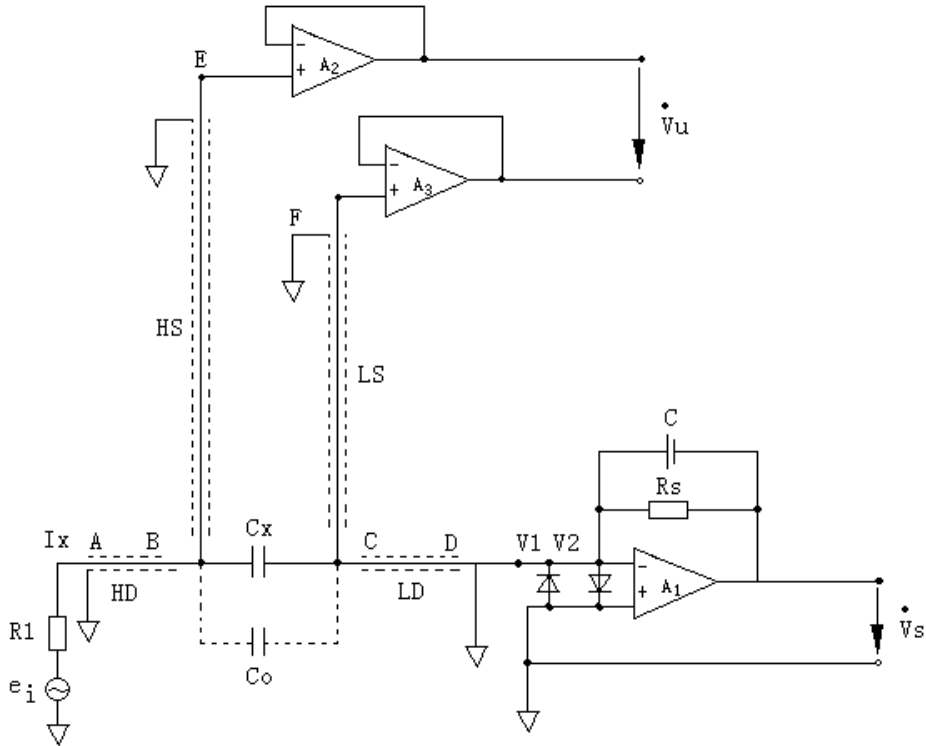 E
A2
Vu
A3
F
HS
LS
C
Rs
Ix A B Cx C D V1 V2
HD LD A1
R1 Vs
Co
ei